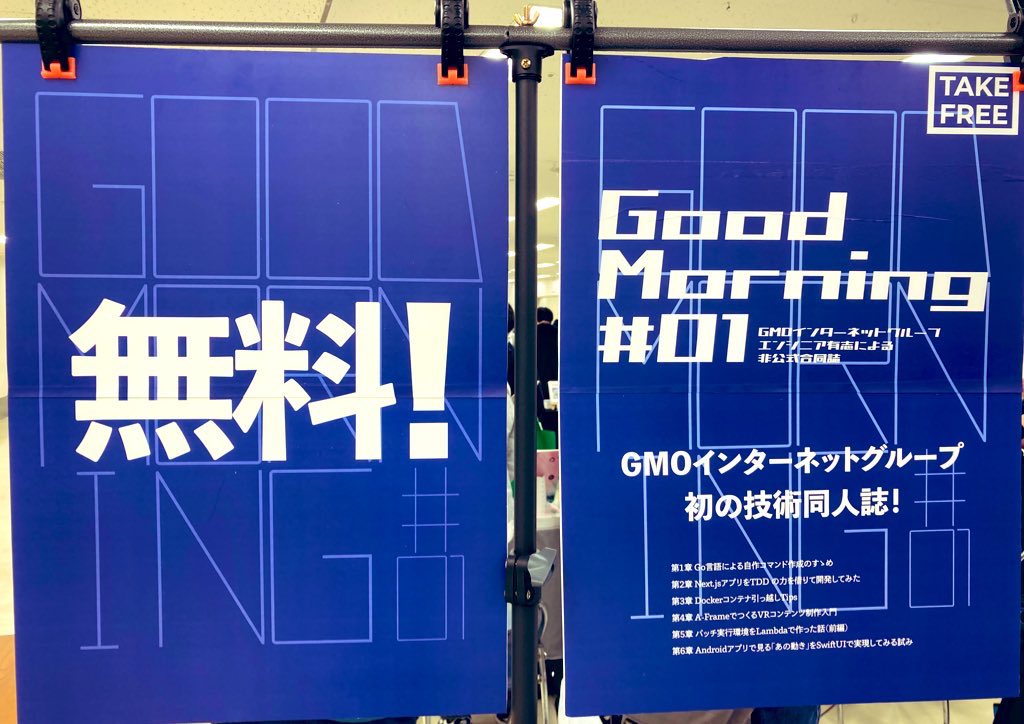 GOOD
MORN
ING#
01
無料!
TAKE
FREE
GOOD
MORN
ING#
01
Good
Morning
#01
GMOインターネットグループ
エンジニア有志による
非公式合同誌
GMOインターネットグループ
初の技術同人誌!
第1章 Go言語による自作コマンド作成のすゝめ
第2章 Next.jsアプリをTDD の力を借りて開発してみた
第3章 Dockerコンテナ引っ越しTips
第4章 A-FrameでつくるVRコンテンツ制作入門
第5章 バッチ実行環境をLambdaで作った話(前編)
第6章 Androidアプリで見る「あの動き」をSwiftUIで実現してみる試み